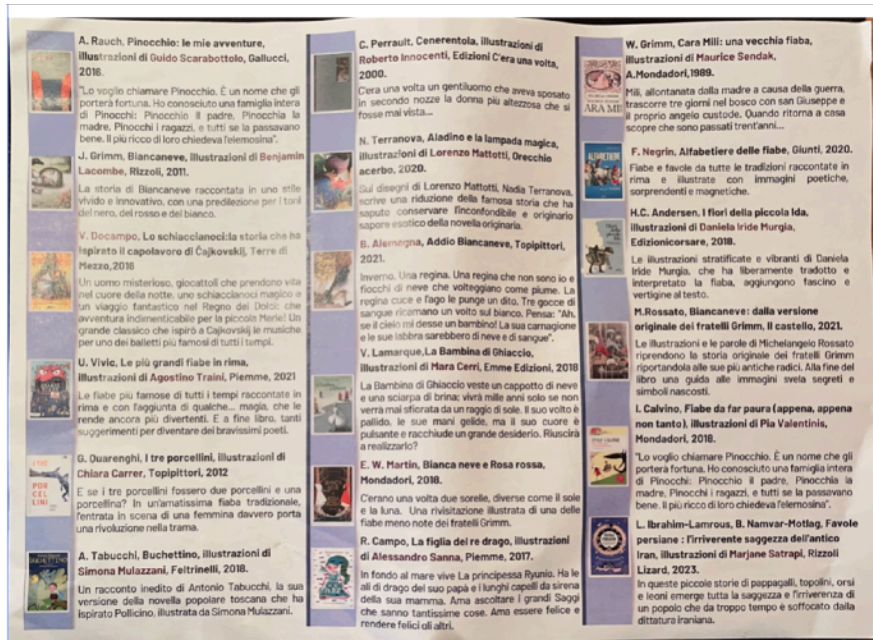 A. Rauch, Pinocchio: le mie avventure,
illustrazioni di Guido Scarabottolo, Gallucci,
2016.
"Lo voglio chiamare Pinocchio. È un nome che gli
porterà fortuna. Ho conosciuto una famiglia intera
di Pinocchi: Pinocchio il padre, Pinocchia la
madre, Pinocchi i ragazzi, e tutti se la passavano
bene. Il più ricco di loro chiedeva l'elemosina".
J. Grimm, Biancaneve, illustrazioni di Benjamin
Lacombe, Rizzoli, 2011.
La storia di Biancaneve raccontata in uno stile
vivido e innovativo, con una predilezione per i toni
del nero, del rosso e del bianco.
V. Docampo, Lo schiaccianoci:la storia che ha
ispirato il capolavoro di Čajkovskij, Terre di
Mezzo,2016
Un uomo misterioso, giocattoli che prendono vita
nel cuore della notte, uno schiaccianoci magico e
un viaggio fantastico nel Regno dei Dolci: che
avventura indimenticabile per la piccola Marie! Un
grande classico che ispirò a Cajkovskij le musiche
per uno dei balletti più famosi di tutti i tempi.
U. Vivic, Le più grandi fiabe in rima,
illustrazioni di Agostino Traini, Piemme, 2021
Le fiabe più famose di tutti i tempi raccontate in
rima e con l'aggiunta di qualche... magia, che le
rende ancora più divertenti. E a fine libro, tanti
suggerimenti per diventare dei bravissimi poeti.
G. Quarenghi, I tre porcellini, illustrazioni di
Chiara Carrer, Topipittori, 2012
E se i tre porcellini fossero due porcellini e una
porcellina? In un'amatissima fiaba tradizionale,
l'entrata in scena di una femmina davvero porta
una rivoluzione nella trama.
A. Tabucchi, Buchettino, illustrazioni di
Simona Mulazzani, Feltrinelli, 2018.
Un racconto inedito di Antonio Tabucchi, la sua
versione della novella popolare toscana che ha
ispirato Pollicino, illustrata da Simona Mulazzani.
C. Perrault, Cenerentola, illustrazioni di
Roberto Innocenti, Edizioni C'era una volta,
2000.
C'era una volta un gentiluomo che aveva sposato
in secondo nozze la donna più altezzosa che si
fosse mai vista...
N. Terranova, Aladino e la lampada magica,
illustrazioni di Lorenzo Mattotti, Orecchio
acerbo, 2020.
Sui disegni di Lorenzo Mattotti, Nadia Terranova,
scrive una riduzione della famosa storia che ha
saputo conservare l'inconfondibile e originario
sapore esotico della novella originaria.
B. Alemagna, Addio Biancaneve, Topipittori,
2021.
Inverno. Una regina. Una regina che non sono io e
fiocchi di neve che volteggiano come piume. La
regina cuce e l'ago le punge un dito. Tre gocce di
sangue ricamano un volto sul bianco. Pensa: "Ah,
se il cielo mi desse un bambino! La sua carnagione
e le sue labbra sarebbero di neve e di sangue".
V. Lamarque,La Bambina di Ghiaccio,
illustrazioni di Mara Cerri, Emme Edizioni, 2018
La Bambina di Ghiaccio veste un cappotto di neve
e una sciarpa di brina; vivrà mille anni solo se non
verrà mai sfiorata da un raggio di sole. Il suo volto è
pallido, le sue mani gelide, ma il suo cuore è
pulsante e racchiude un grande desiderio. Riuscirà
a realizzarlo?
E. W. Martin, Bianca neve e Rosa rossa,
Mondadori, 2018.
C'erano una volta due sorelle, diverse come il sole
e la luna. Una rivisitazione illustrata di una delle
fiabe meno note dei fratelli Grimm.
R. Campo, La figlia del re drago, illustrazioni
di Alessandro Sanna, Piemme, 2017.
In fondo al mare vive La principessa Ryunio. Ha le
ali di drago del suo papà e i lunghi capelli da sirena
della sua mamma. Ama ascoltare i grandi Saggi
che sanno tantissime cose. Ama essere felice e
rendere felici gli altri.
W. Grimm, Cara Mili: una vecchia fiaba,
illustrazioni di Maurice Sendak,
A.Mondadori,1989.
Mili, allontanata dalla madre a causa della guerra,
trascorre tre giorni nel bosco con san Giuseppe e
il proprio angelo custode. Quando ritorna a casa
scopre che sono passati trent'anni...
F. Negrin, Alfabetiere delle fiabe, Giunti, 2020.
Fiabe e favole da tutte le tradizioni raccontate in
rima e illustrate con immagini poetiche,
sorprendenti e magnetiche.
H.C. Andersen, I fiori della piccola Ida,
illustrazioni di Daniela Iride Murgia,
Edizionicorsare, 2018.
Le illustrazioni stratificate e vibranti di Daniela
Iride Murgia, che ha liberamente tradotto e
interpretato la fiaba, aggiungono fascino e
vertigine al testo.
M.Rossato, Biancaneve: dalla versione
originale dei fratelli Grimm, Il castello, 2021.
Le illustrazioni e le parole di Michelangelo Rossato
riprendono la storia originale dei fratelli Grimm
riportandola alle sue più antiche radici. Alla fine del
libro una guida alle immagini svela segreti e
simboli nascosti.
I. Calvino, Fiabe da far paura (appena, appena
non tanto), illustrazioni di Pia Valentinis,
Mondadori, 2018.
"Lo voglio chiamare Pinocchio. È un nome che gli
porterà fortuna. Ho conosciuto una famiglia intera
di Pinocchi: Pinocchio il padre, Pinocchia la
madre, Pinocchi i ragazzi, e tutti se la passavano
bene. Il più ricco di loro chiedeva l'elemosina".
L. Ibrahim-Lamrous, B. Namvar-Motlag, Favole
persiane : l'irriverente saggezza dell'antico
Iran, illustrazioni di Marjane Satrapi, Rizzoli
Lizard, 2023.
In queste piccole storie di pappagalli, topolini, orsi
e leoni emerge tutta la saggezza e l'irriverenza di
un popolo che da troppo tempo è soffocato dalla
dittatura iraniana.
PORCELLINI
ARA MI
ALFABETIERE